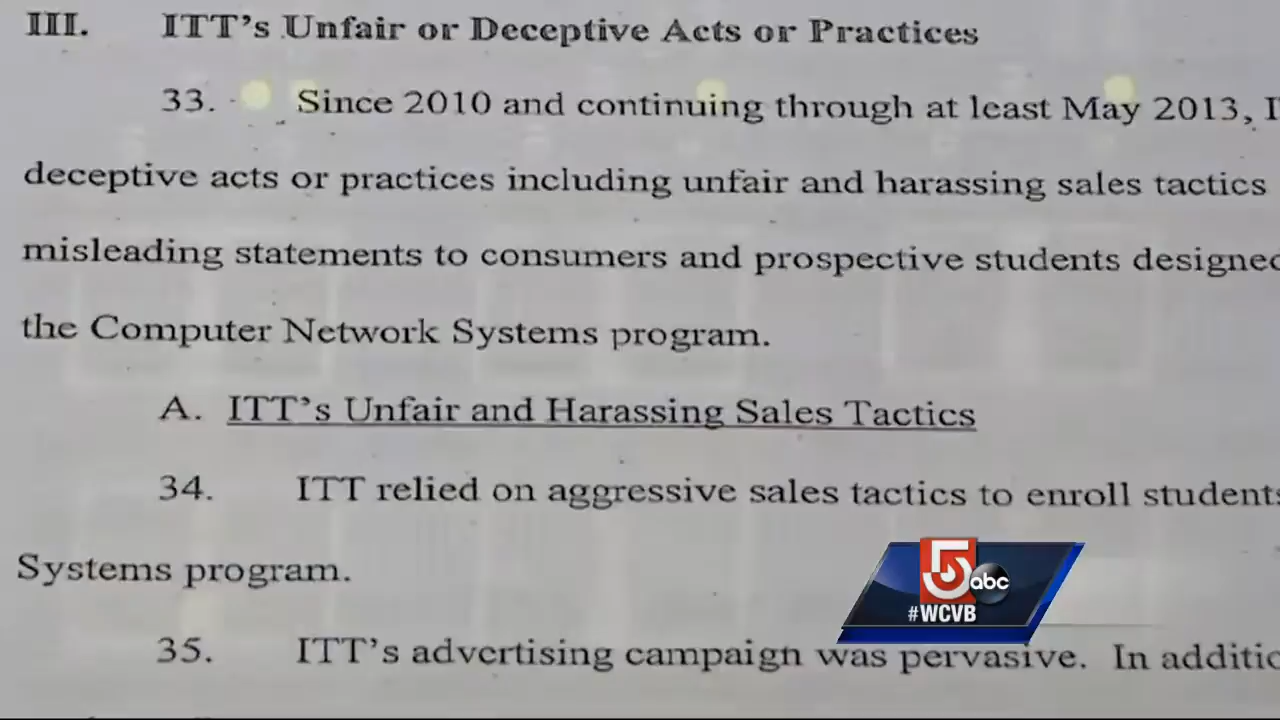 III. ITT's Unfair or Deceptive Acts or Practices
33. Since 2010 and continuing through at least May 2013, I
deceptive acts or practices including unfair and harassing sales tactics
misleading statements to consumers and prospective students designed
the Computer Network Systems program.
A. ITT's Unfair and Harassing Sales Tactics
34. ITT relied on aggressive sales tactics to enroll students
Systems program.
35. ITT's advertising campaign was pervasive. In additio
5 abc
#WCVB